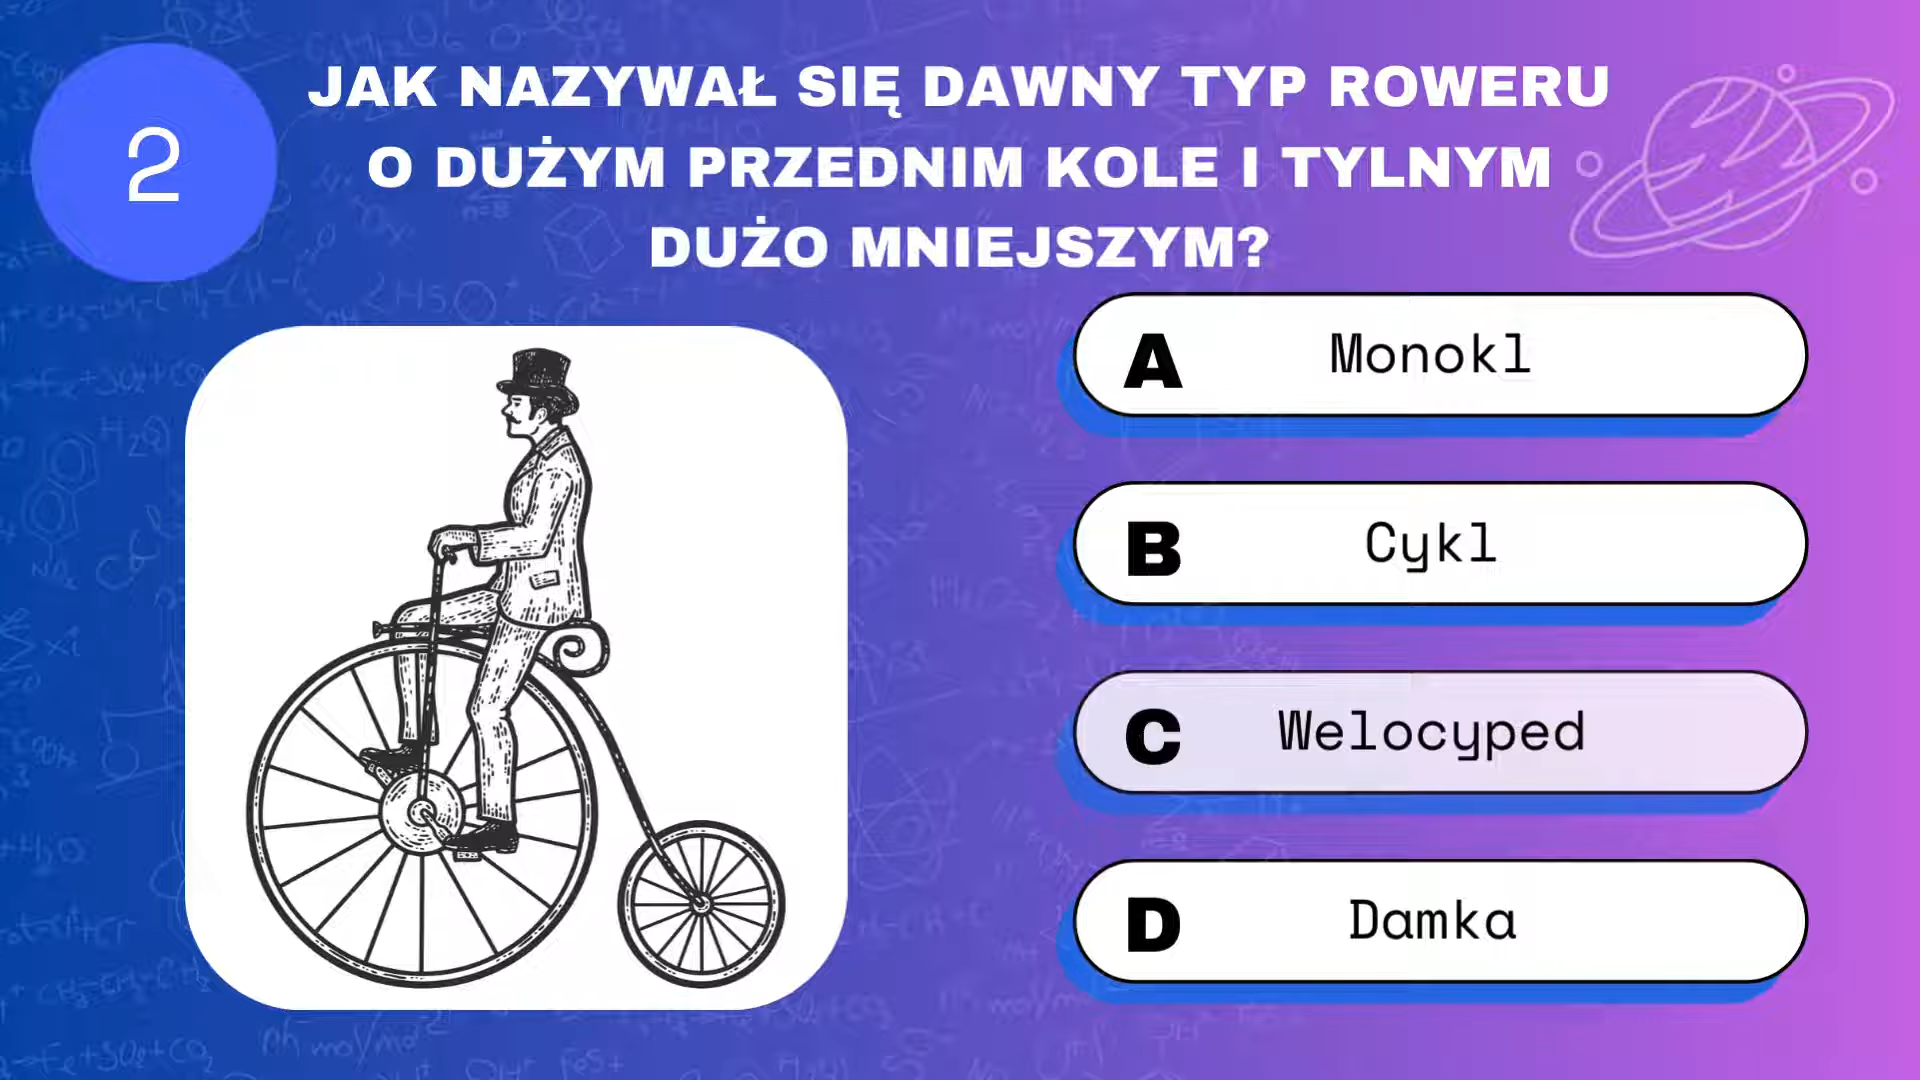 2
JAK NAZYWAŁ SIĘ DAWNY TYP ROWERU
O DUŻYM PRZEDNIM KOLE I TYLNYM
DUŻO MNIEJSZYM?
A Monokl
B Cykl
C Welocyped
D Damka